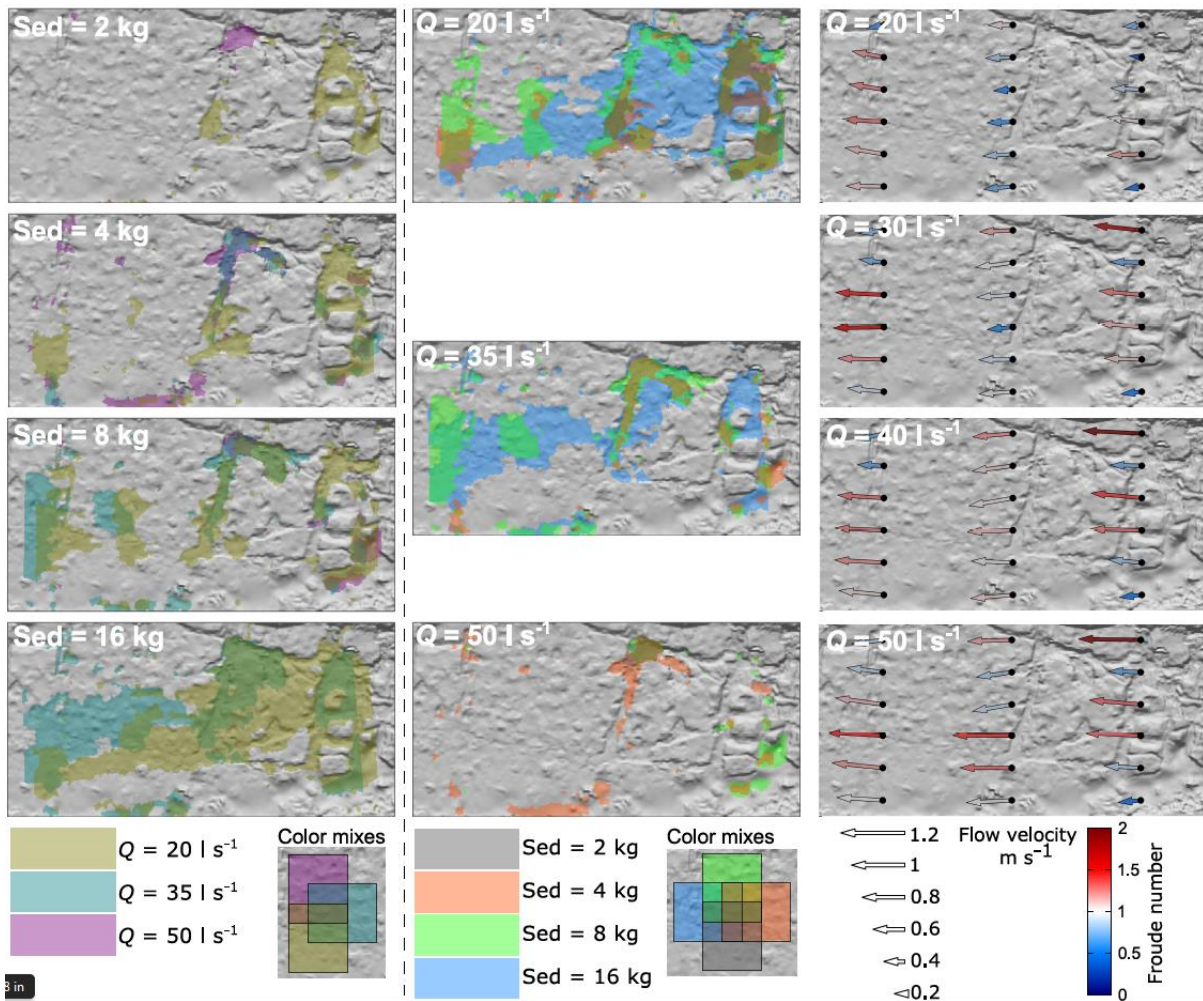 Sed = 2 kg
Q = 20 l s⁻¹
Q = 20 l s⁻¹
Sed = 4 kg
Q = 30 l s⁻¹
Q = 35 l s⁻¹
Sed = 8 kg
Q = 40 l s⁻¹
Sed = 16 kg
Q = 50 l s⁻¹
Q = 50 l s⁻¹
Q = 20 l s⁻¹
Q = 35 l s⁻¹
Q = 50 l s⁻¹
Color mixes
Sed = 2 kg
Sed = 4 kg
Sed = 8 kg
Sed = 16 kg
Color mixes
1.2
1
0.8
0.6
0.4
0.2
Flow velocity
m s⁻¹
2
1.5
1
0.5
0
Froude number
3 in